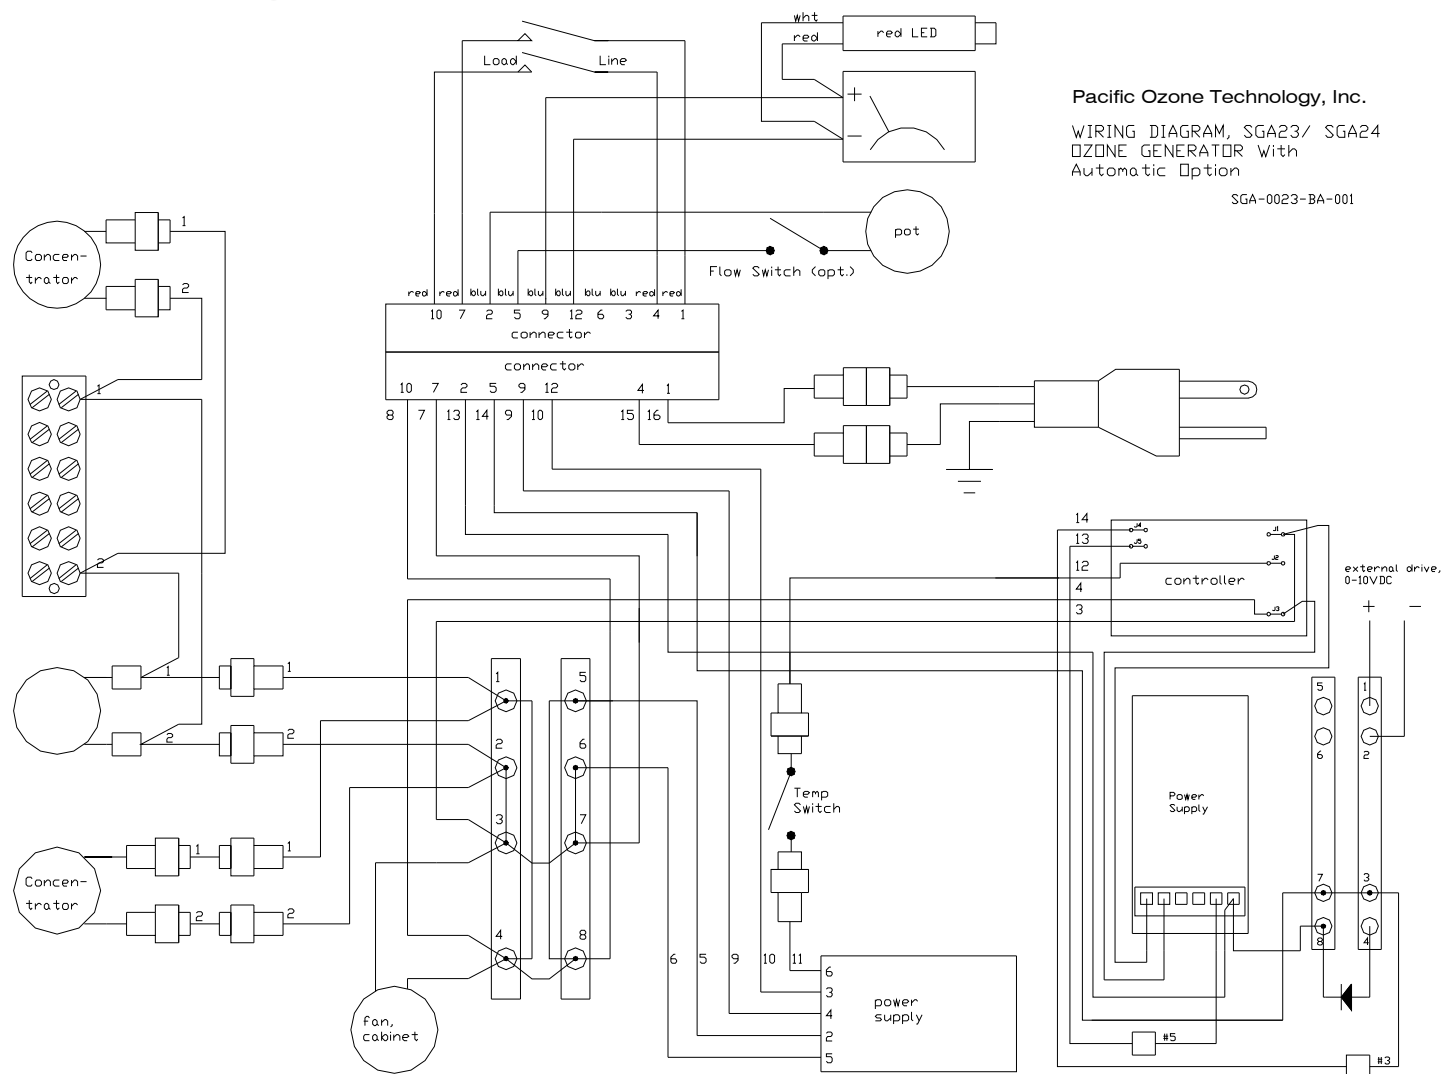 wht
red LED
red
Load
Line
+
−
Pacific Ozone Technology, Inc.
WIRING DIAGRAM, SGA23/ SGA24
OZONE GENERATOR With
Automatic Option
SGA-0023-BA-001
pot
Flow Switch (opt.)
1
Concen-
trator
2
red red blu blu blu blu blu blu red red
10 7 2 5 9 12 6 3 4 1
connector
connector
10 7 2 5 9 12 4 1
8 7 13 14 9 10 15 16
1
2
14
13
12
4
3
J4
J5
J1
J2
J3
controller
external drive,
0-10VDC
+ −
1
2
1
2
1
2
3
4
5
6
7
8
Temp
Switch
Power
Supply
5
6
7
8
1
2
3
4
Concen-
trator
1 1
2 2
fan,
cabinet
6 5 9 10 11
6
3
4
2
5
power
supply
#5
#3